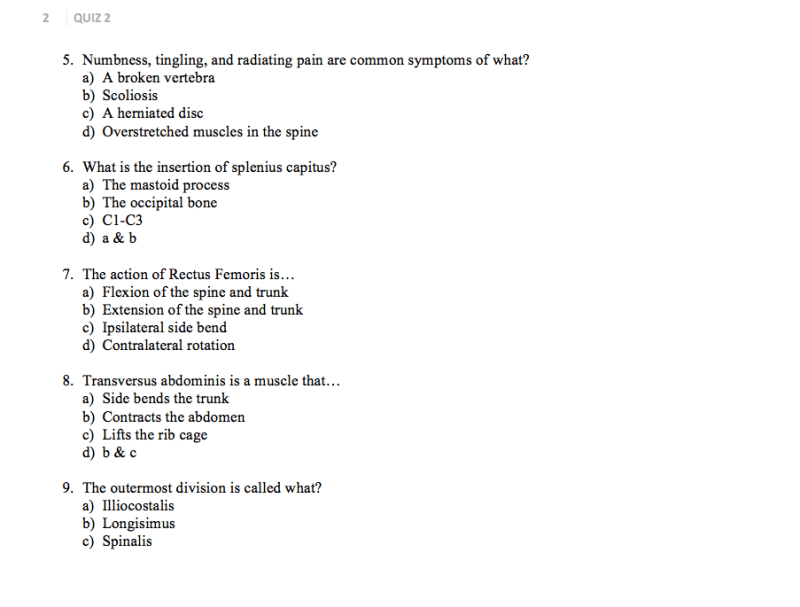 2 QUIZ 2
5. Numbness, tingling, and radiating pain are common symptoms of what?
a) A broken vertebra
b) Scoliosis
c) A herniated disc
d) Overstretched muscles in the spine
6. What is the insertion of splenius capitus?
a) The mastoid process
b) The occipital bone
c) C1-C3
d) a & b
7. The action of Rectus Femoris is…
a) Flexion of the spine and trunk
b) Extension of the spine and trunk
c) Ipsilateral side bend
d) Contralateral rotation
8. Transversus abdominis is a muscle that…
a) Side bends the trunk
b) Contracts the abdomen
c) Lifts the rib cage
d) b & c
9. The outermost division is called what?
a) Illiocostalis
b) Longisimus
c) Spinalis